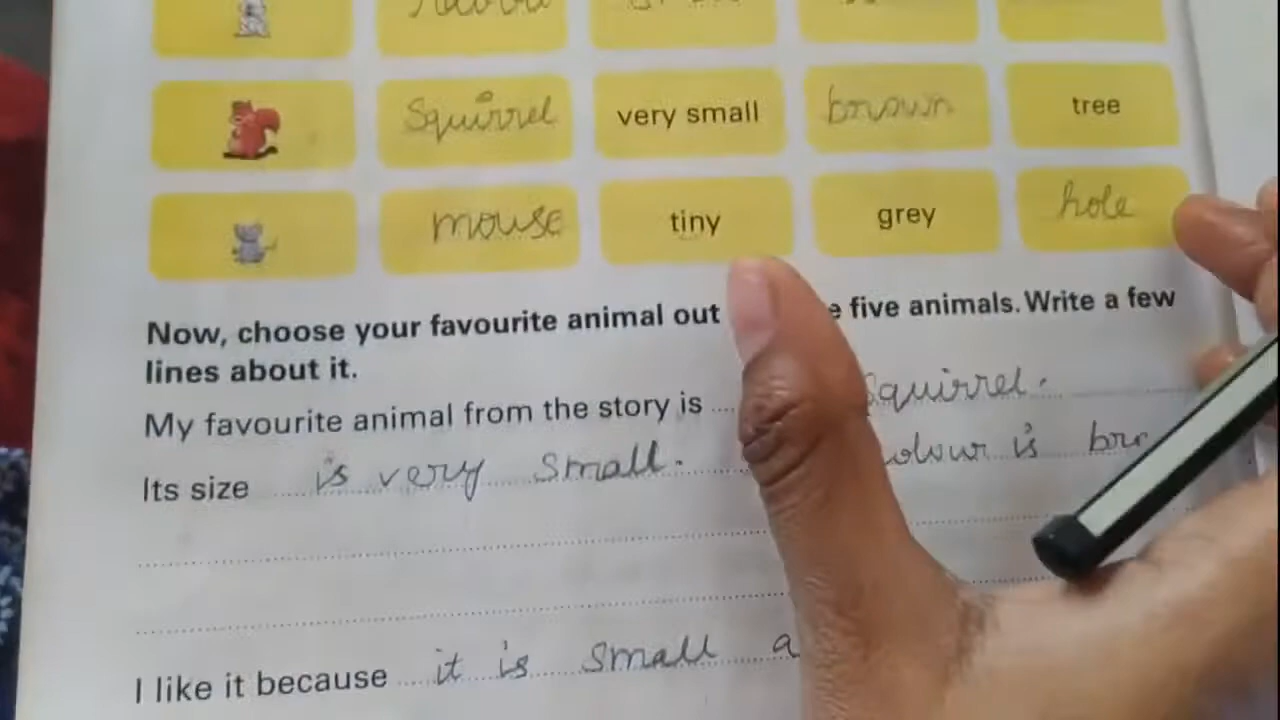 Squirrel very small brown tree
mouse tiny grey hole
Now, choose your favourite animal out e five animals. Write a few
lines about it.
My favourite animal from the story is squirrel.
Its size is very small. olour is bro
I like it because it is small a